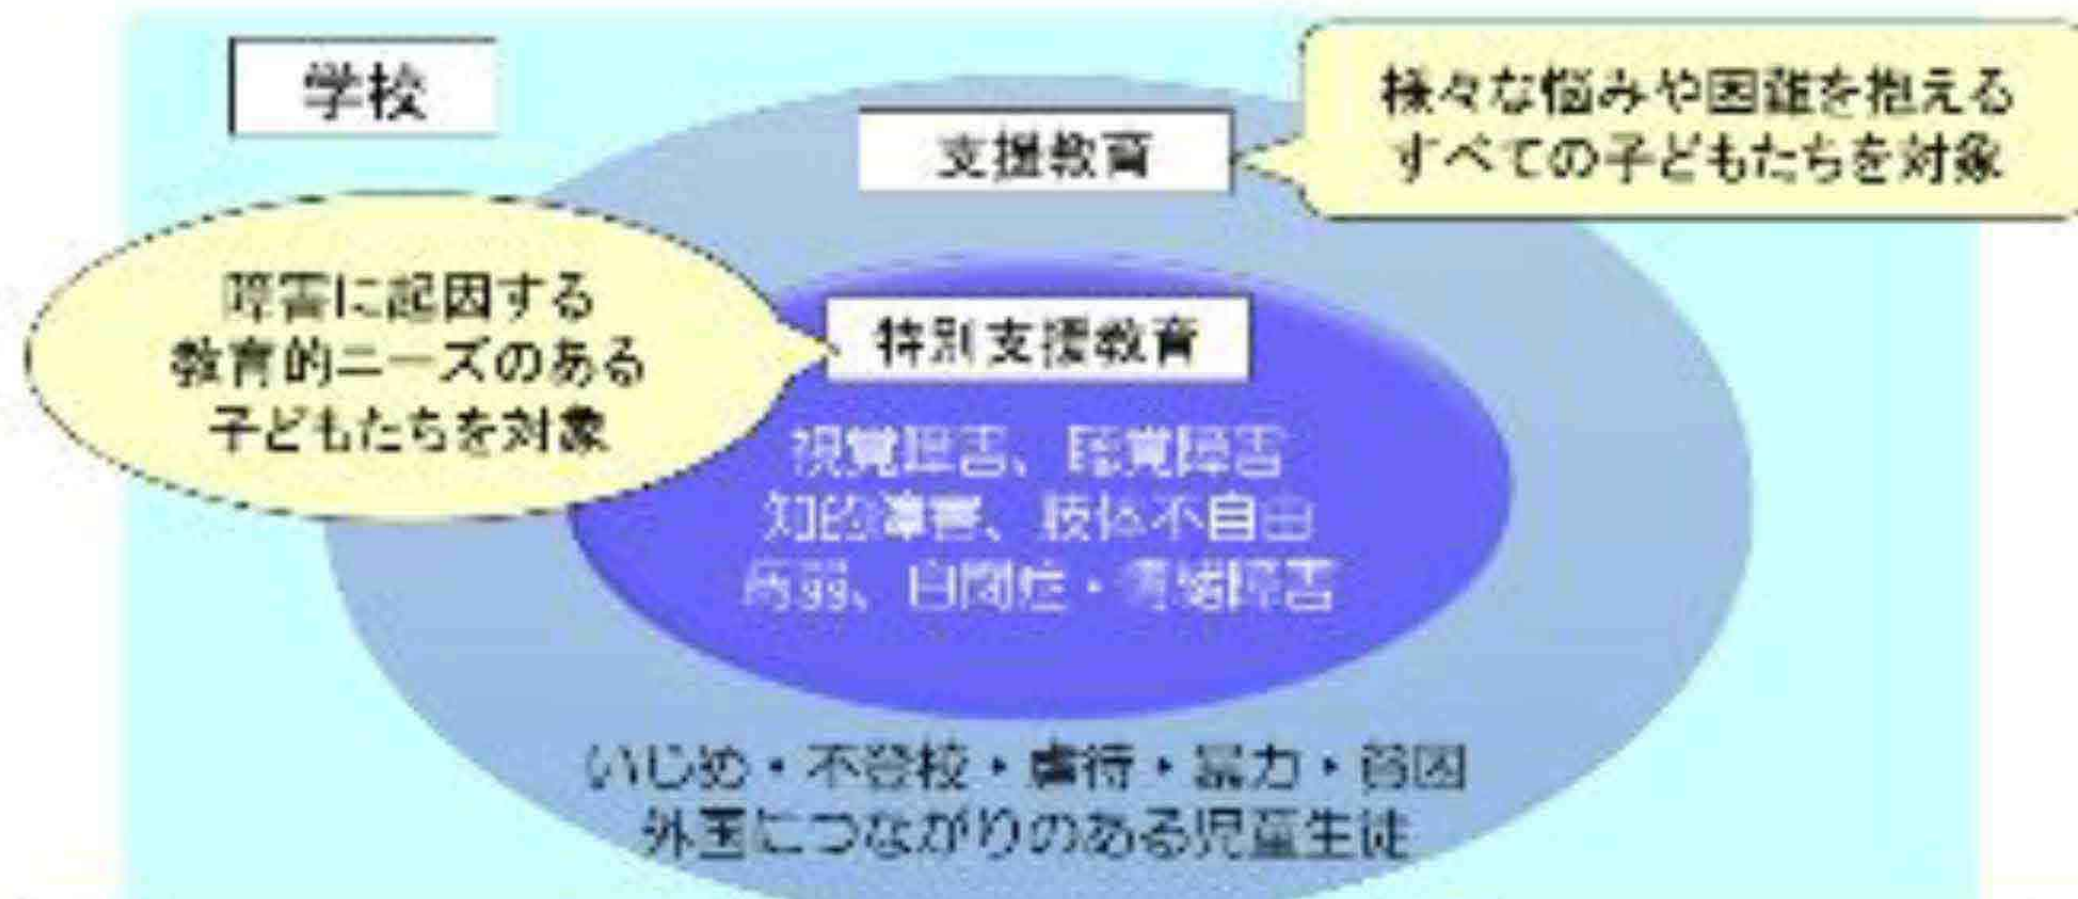 学校
支援教育
様々な悩みや困難を抱える
すべての子どもたちを対象
障害に起因する
教育的ニーズのある
子どもたちを対象
特別支援教育
視覚障害、聴覚障害
知的障害、肢体不自由
病弱、自閉症・情緒障害
いじめ・不登校・虐待・暴力・貧困
外国につながりのある児童生徒